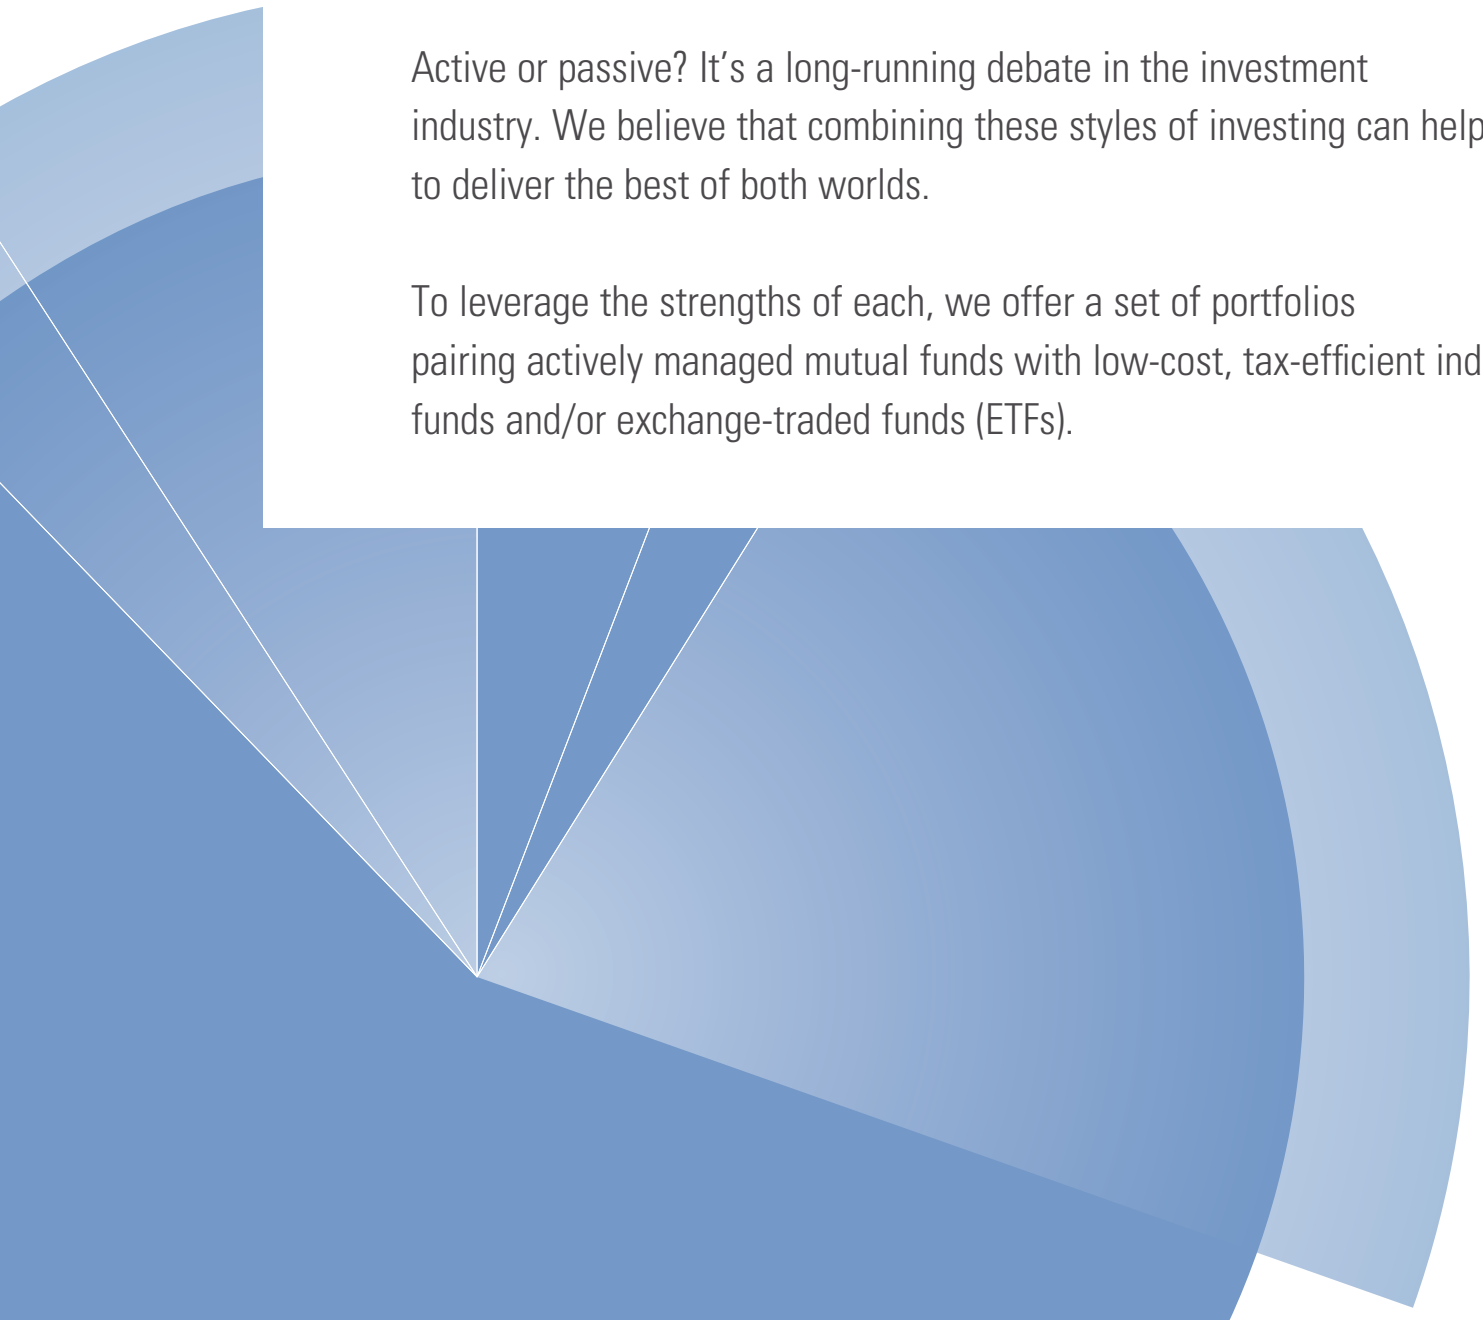 Active or passive? It’s a long-running debate in the investment
industry. We believe that combining these styles of investing can help
to deliver the best of both worlds.
To leverage the strengths of each, we offer a set of portfolios
pairing actively managed mutual funds with low-cost, tax-efficient ind
funds and/or exchange-traded funds (ETFs).